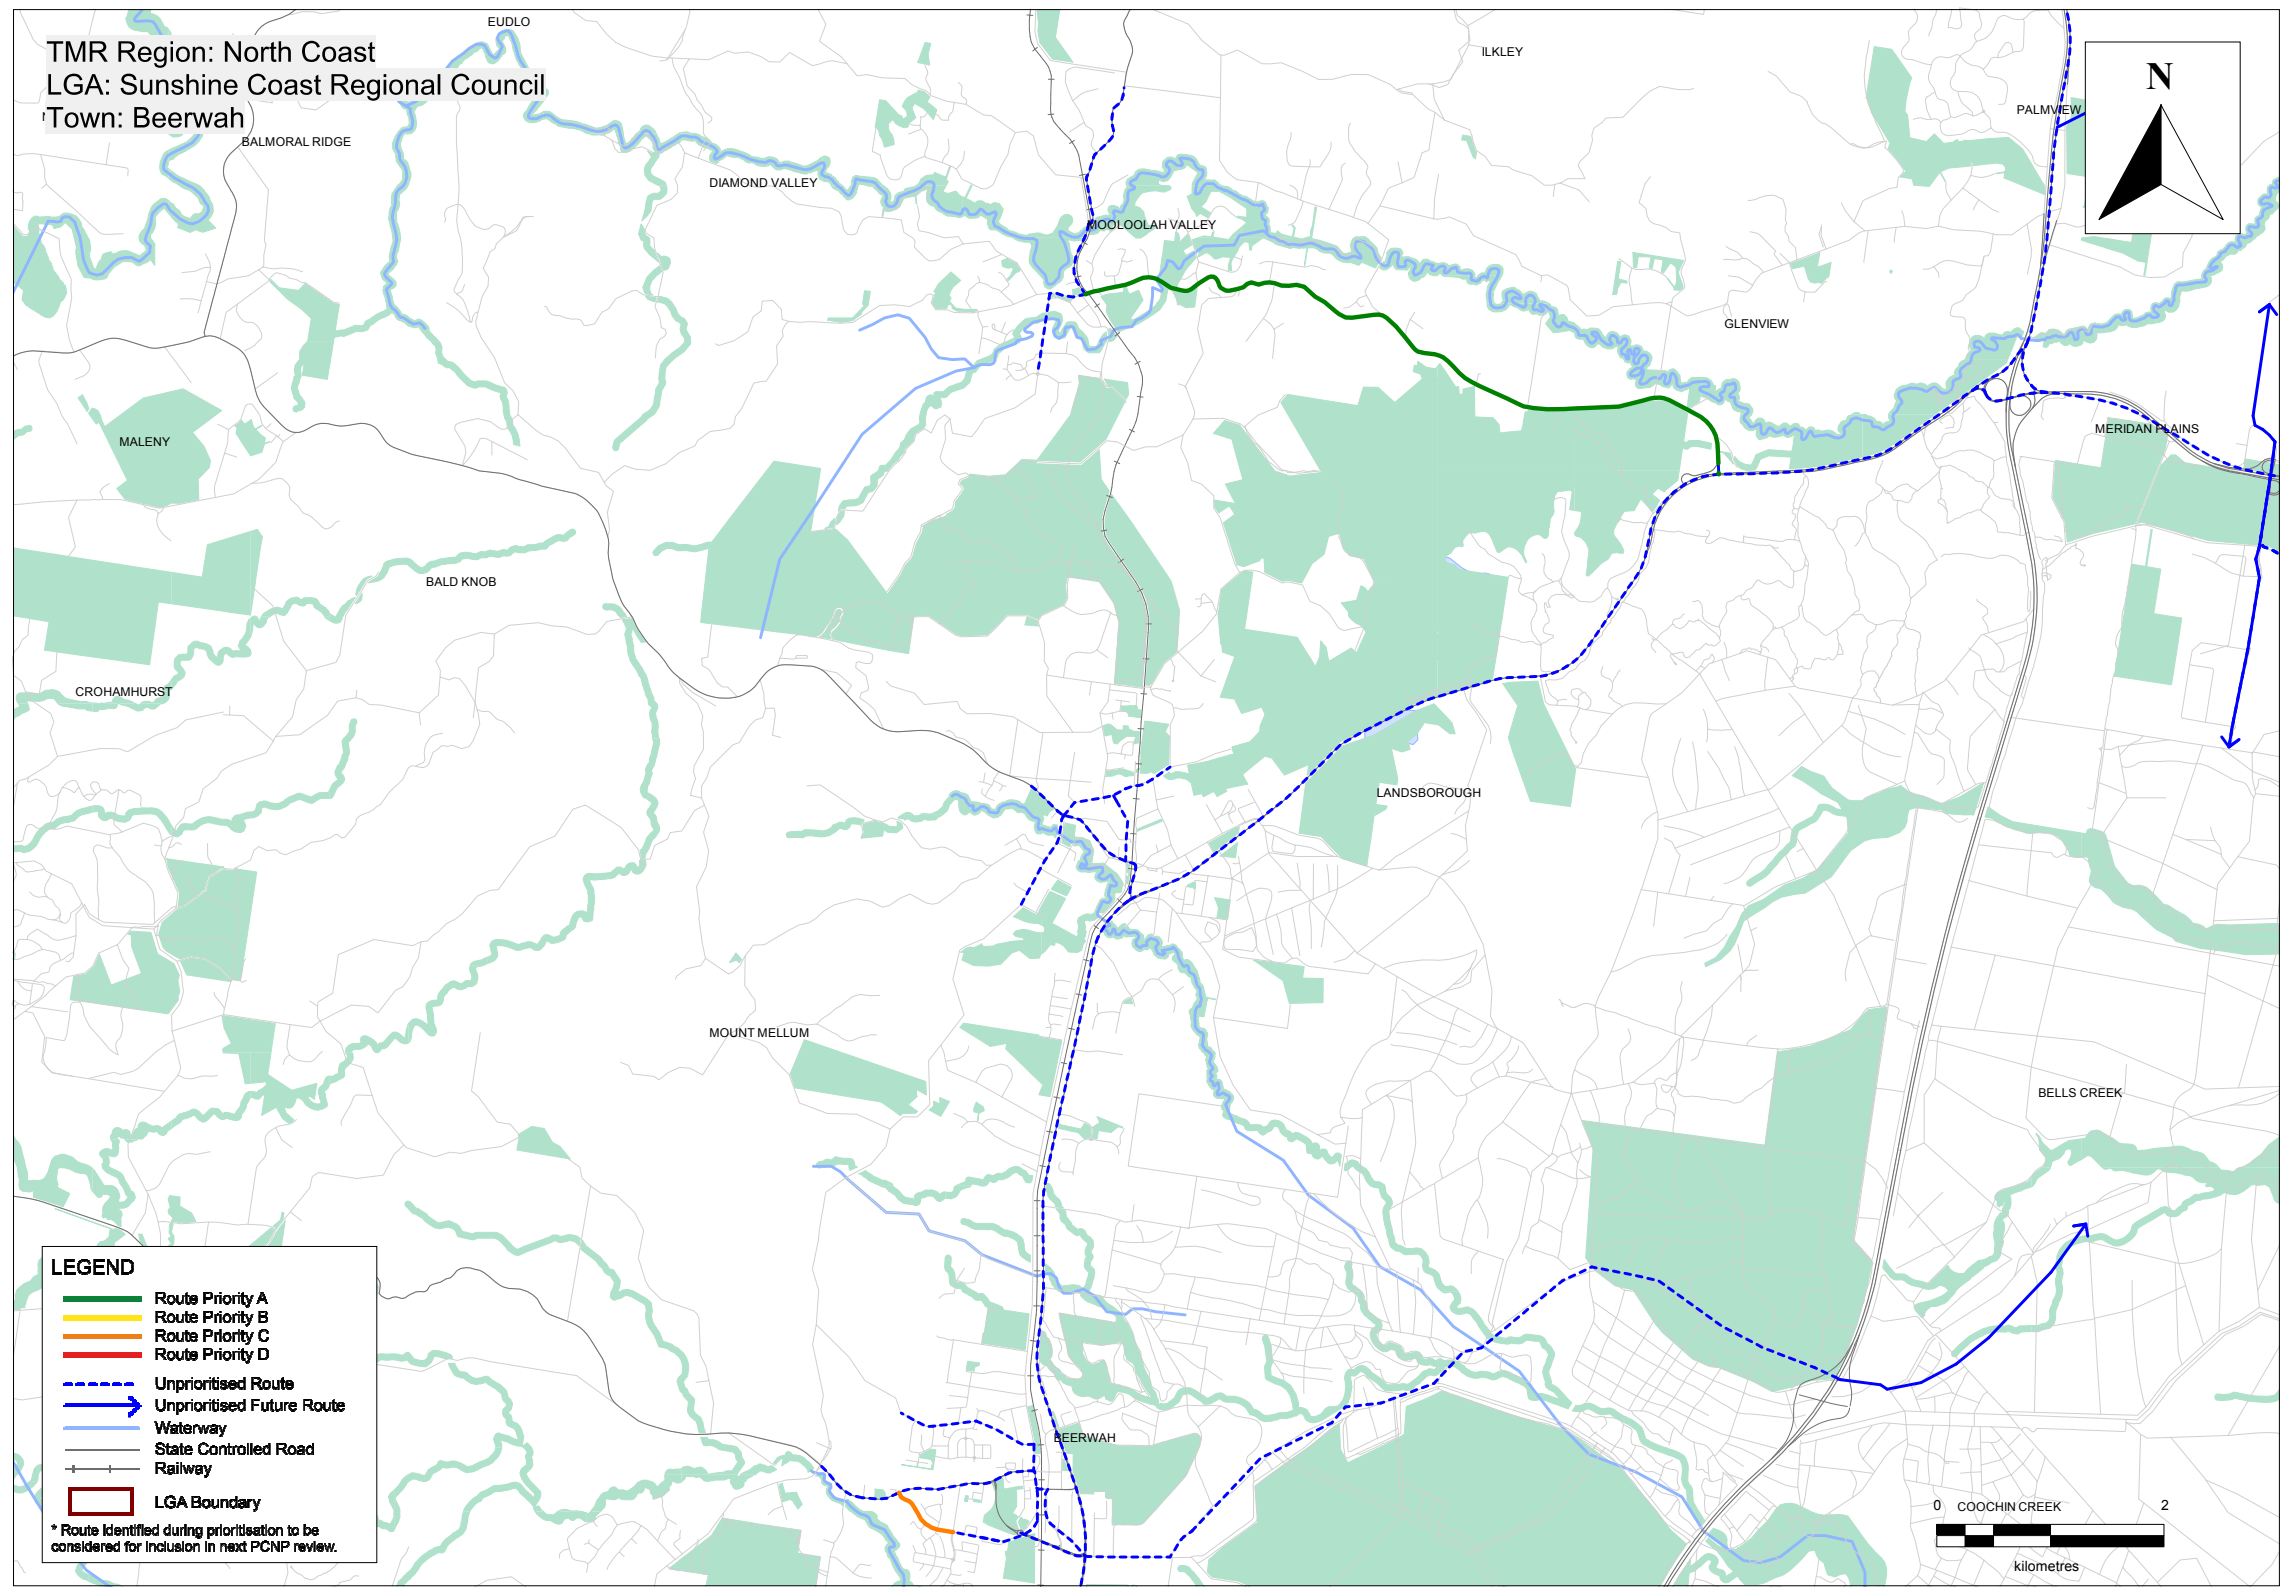 TMR Region: North Coast
LGA: Sunshine Coast Regional Council
Town: Beerwah
EUDLO
ILKLEY
N
PALMVIEW
BALMORAL RIDGE
DIAMOND VALLEY
MOOLOOLAH VALLEY
GLENVIEW
MERIDAN PLAINS
MALENY
BALD KNOB
CROHAMHURST
LANDSBOROUGH
MOUNT MELLUM
BELLS CREEK
BEERWAH
LEGEND
Route Priority A
Route Priority B
Route Priority C
Route Priority D
Unprioritised Route
Unprioritised Future Route
Waterway
State Controlled Road
Railway
LGA Boundary
* Route identified during prioritisation to be
considered for inclusion in next PCNP review.
0 COOCHIN CREEK 2
kilometres